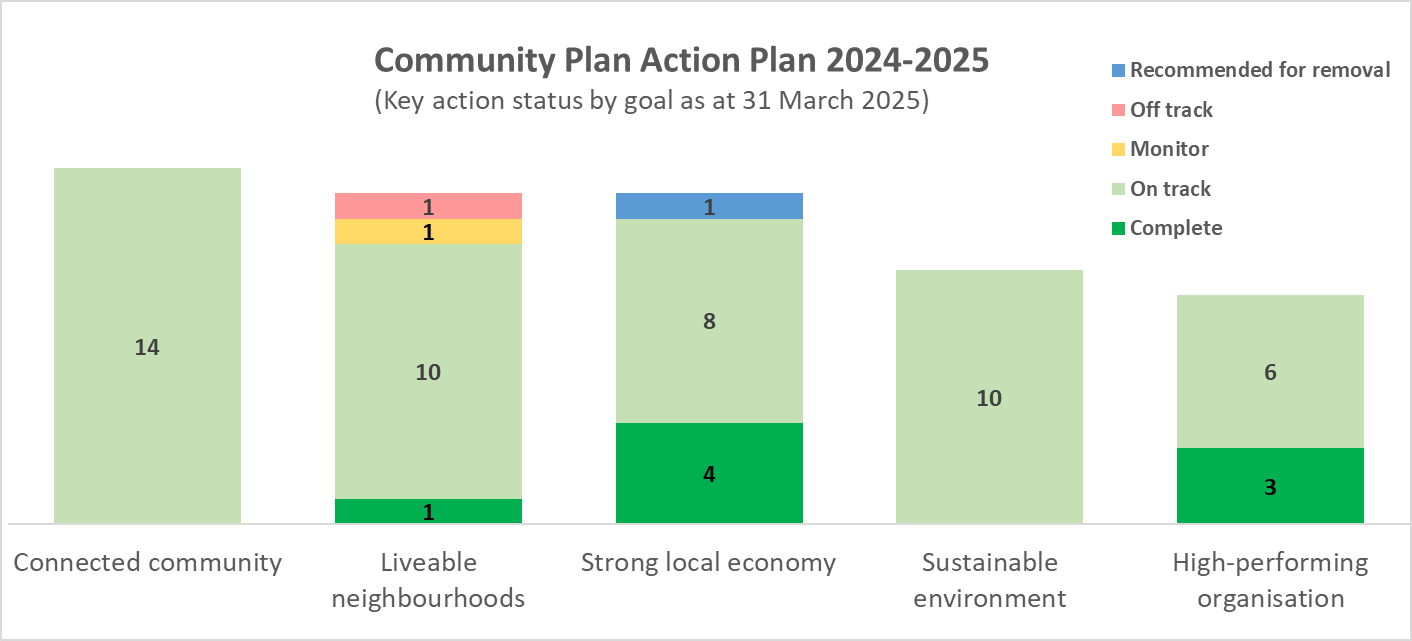 Community Plan Action Plan 2024-2025
(Key action status by goal as at 31 March 2025)
Recommended for removal
Off track
Monitor
On track
Complete
14
1
1
10
1
1
8
4
10
6
3
Connected community
Liveable
neighbourhoods
Strong local economy
Sustainable
environment
High-performing
organisation